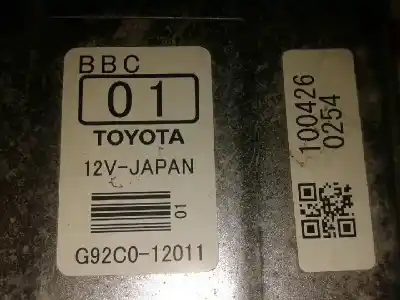 BBC
01
TOYOTA
12V-JAPAN
01
G92C0-12011
100426
0254